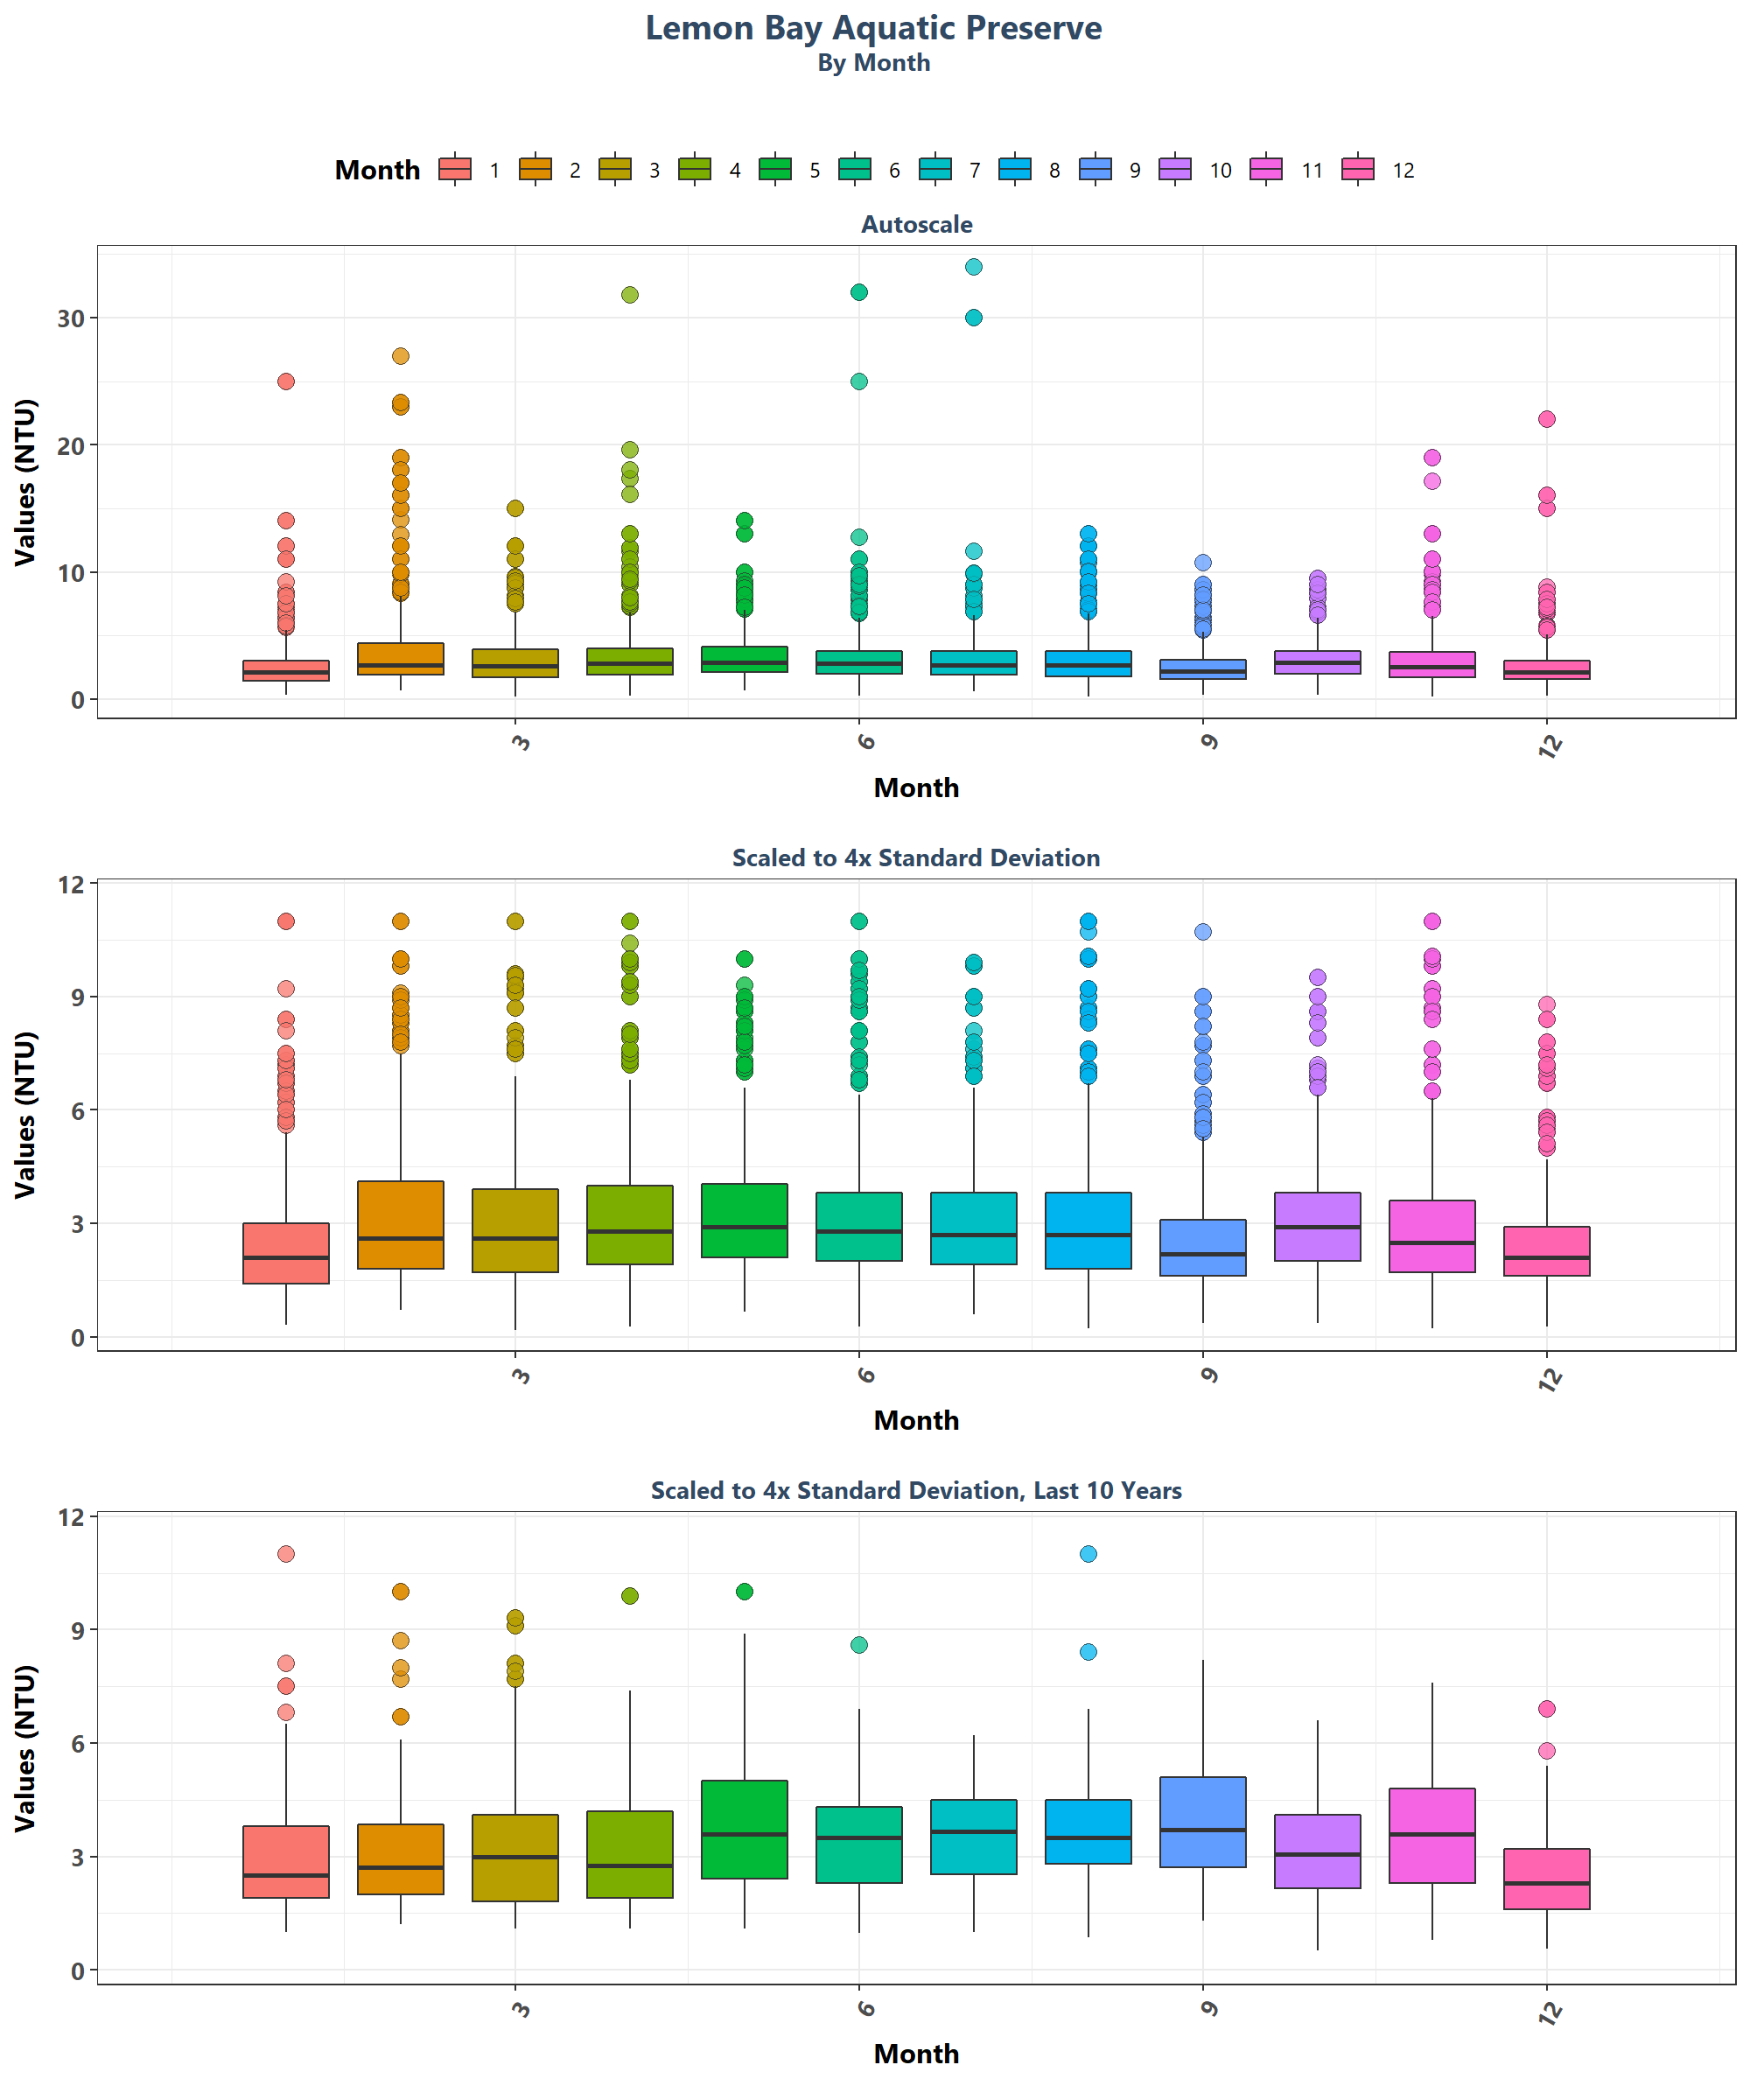 Lemon Bay Aquatic Preserve
By Month
Month 1 2 3 4 5 6 7 8 9 10 11 12
Autoscale
Values (NTU)
30
20
10
0
3 6 9 12
Month
Scaled to 4x Standard Deviation
Values (NTU)
12
9
6
3
0
3 6 9 12
Month
Scaled to 4x Standard Deviation, Last 10 Years
Values (NTU)
12
9
6
3
0
3 6 9 12
Month